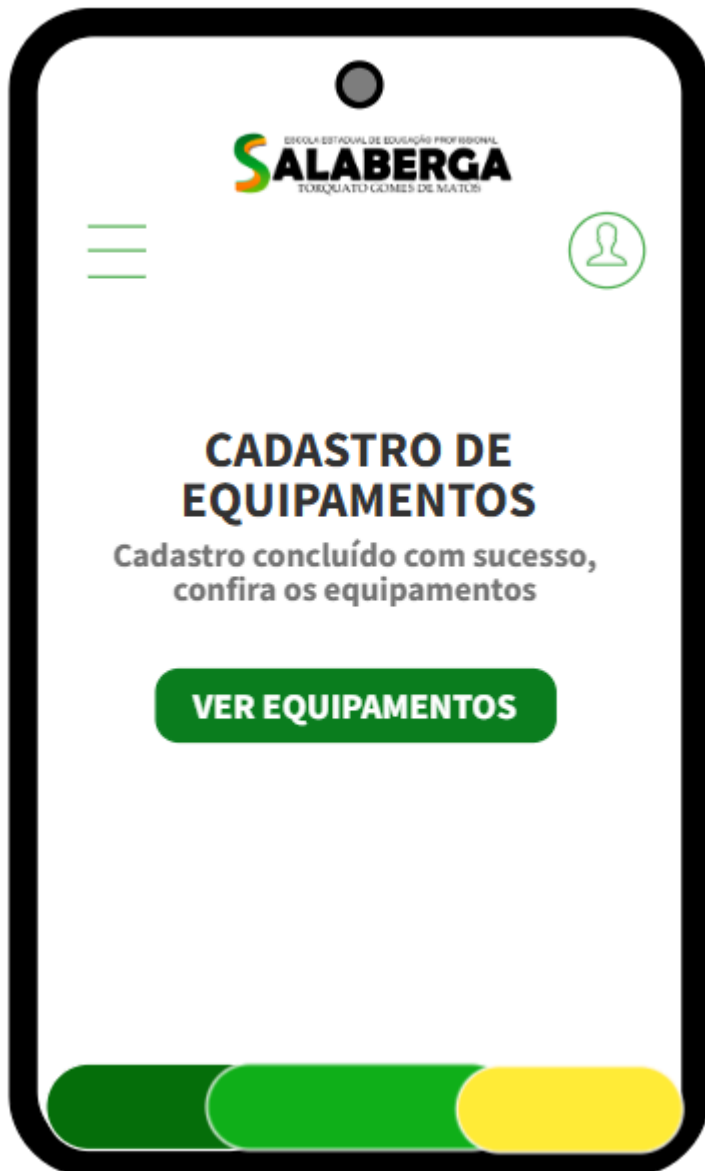 ESCOLA ESTADUAL DE EDUCAÇÃO PROFISSIONAL
SALABERGA
TORQUATO GOMES DE MATOS
CADASTRO DE
EQUIPAMENTOS
Cadastro concluído com sucesso,
confira os equipamentos
VER EQUIPAMENTOS